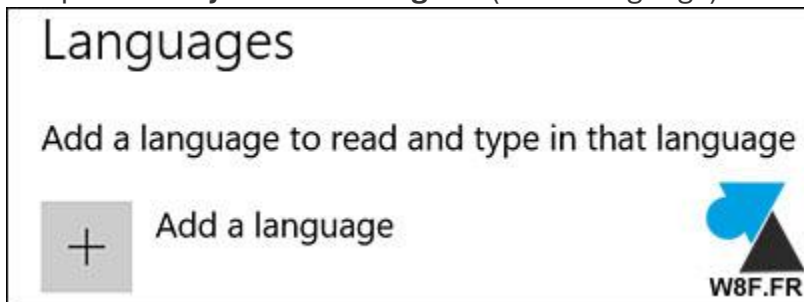 Languages
Add a language to read and type in that language
Add a language
W8F.FR